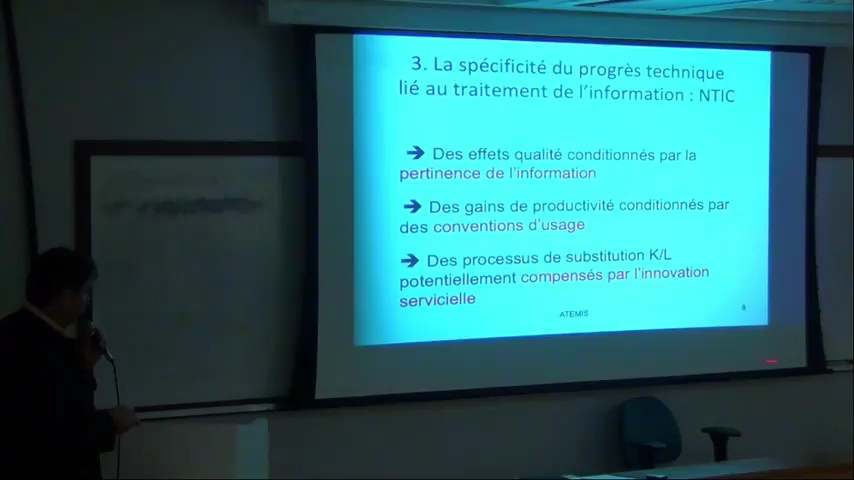 3. La spécificité du progrès technique
lié au traitement de l'information : NTIC
➔ Des effets qualité conditionnés par la
pertinence de l'information
➔ Des gains de productivité conditionnés par
des conventions d'usage
➔ Des processus de substitution K/L
potentiellement compensés par l'innovation
servicielle
ATEMIS